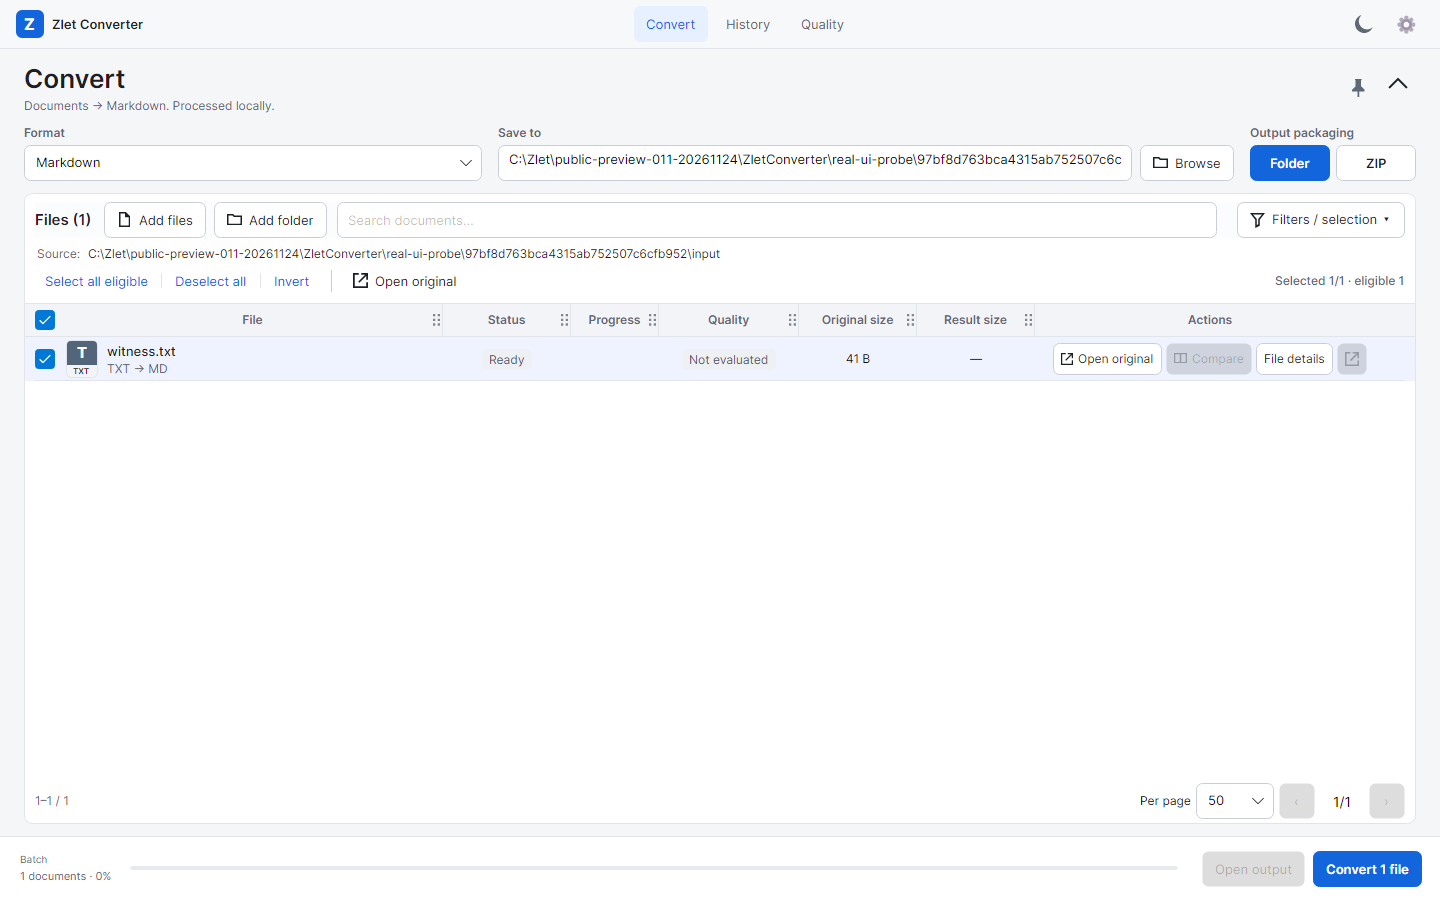 Z Zlet Converter
Convert History Quality
Convert
Documents → Markdown. Processed locally.
Format
Save to
Output packaging
Markdown
C:\Zlet\public-preview-011-20261124\ZletConverter\real-ui-probe\97bf8d763bca4315ab752507c6c
Browse
Folder
ZIP
Files (1)
Add files
Add folder
Search documents...
Filters / selection
Source: C:\Zlet\public-preview-011-20261124\ZletConverter\real-ui-probe\97bf8d763bca4315ab752507c6cfb952\input
Select all eligible Deselect all Invert Open original
Selected 1/1 · eligible 1
File Status Progress Quality Original size Result size Actions
T
TXT
witness.txt
TXT → MD
Ready
Not evaluated
41 B
—
Open original
Compare
File details
1–1 / 1
Per page 50 ‹ 1/1 ›
Batch
1 documents · 0%
Open output
Convert 1 file